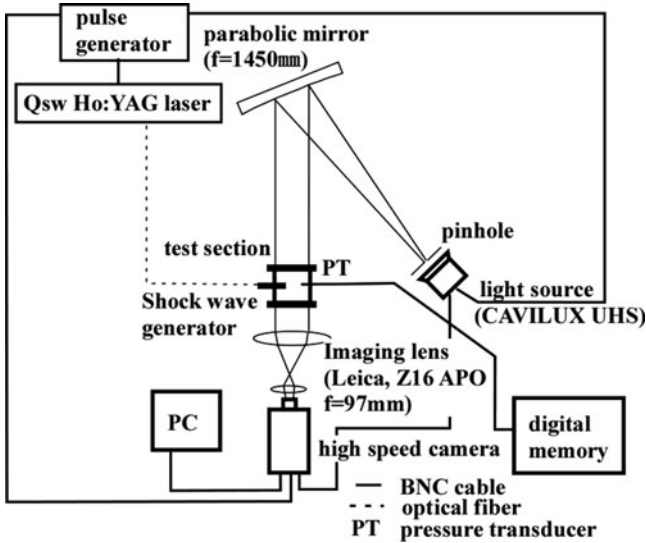 pulse
generator
parabolic mirror
(f=1450㎜)
Qsw Ho:YAG laser
pinhole
test section
PT
light source
(CAVILUX UHS)
Shock wave
generator
Imaging lens
(Leica, Z16 APO
f=97mm)
PC
digital
memory
high speed camera
BNC cable
optical fiber
PT pressure transducer